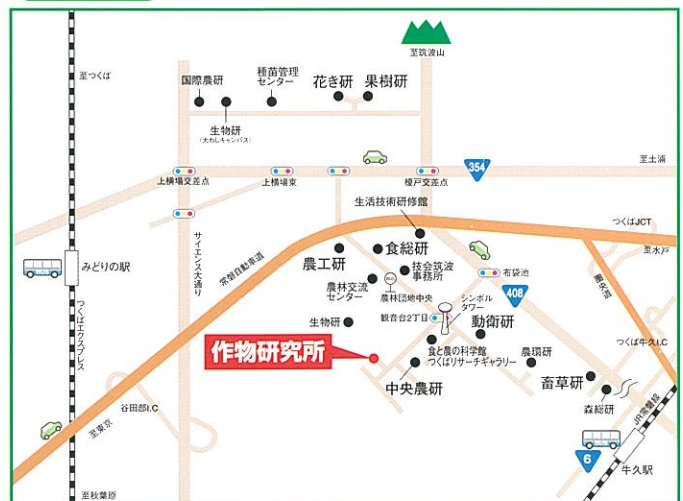 至筑波山
至つくば
国際農研
種苗管理
センター
花き研
果樹研
生物研
（大わしキャンパス）
354
至土浦
上横場交差点
上横場東
榎戸交差点
生活技術研修館
つくばJCT
至水戸
サイエンス大通り
常磐自動車道
みどりの駅
農工研
食総研
技会筑波
事務所
布袋池
圏央道
農林交流
センター
農林団地中央
408
シンボル
タワー
つくばエクスプレス
生物研
観音台2丁目
動衛研
つくば牛久I.C
作物研究所
食と農の科学館
つくばリサーチギャラリー
農環研
中央農研
畜草研
森総研
JR常磐線
谷田部I.C
至東京
6
牛久駅
至秋葉原